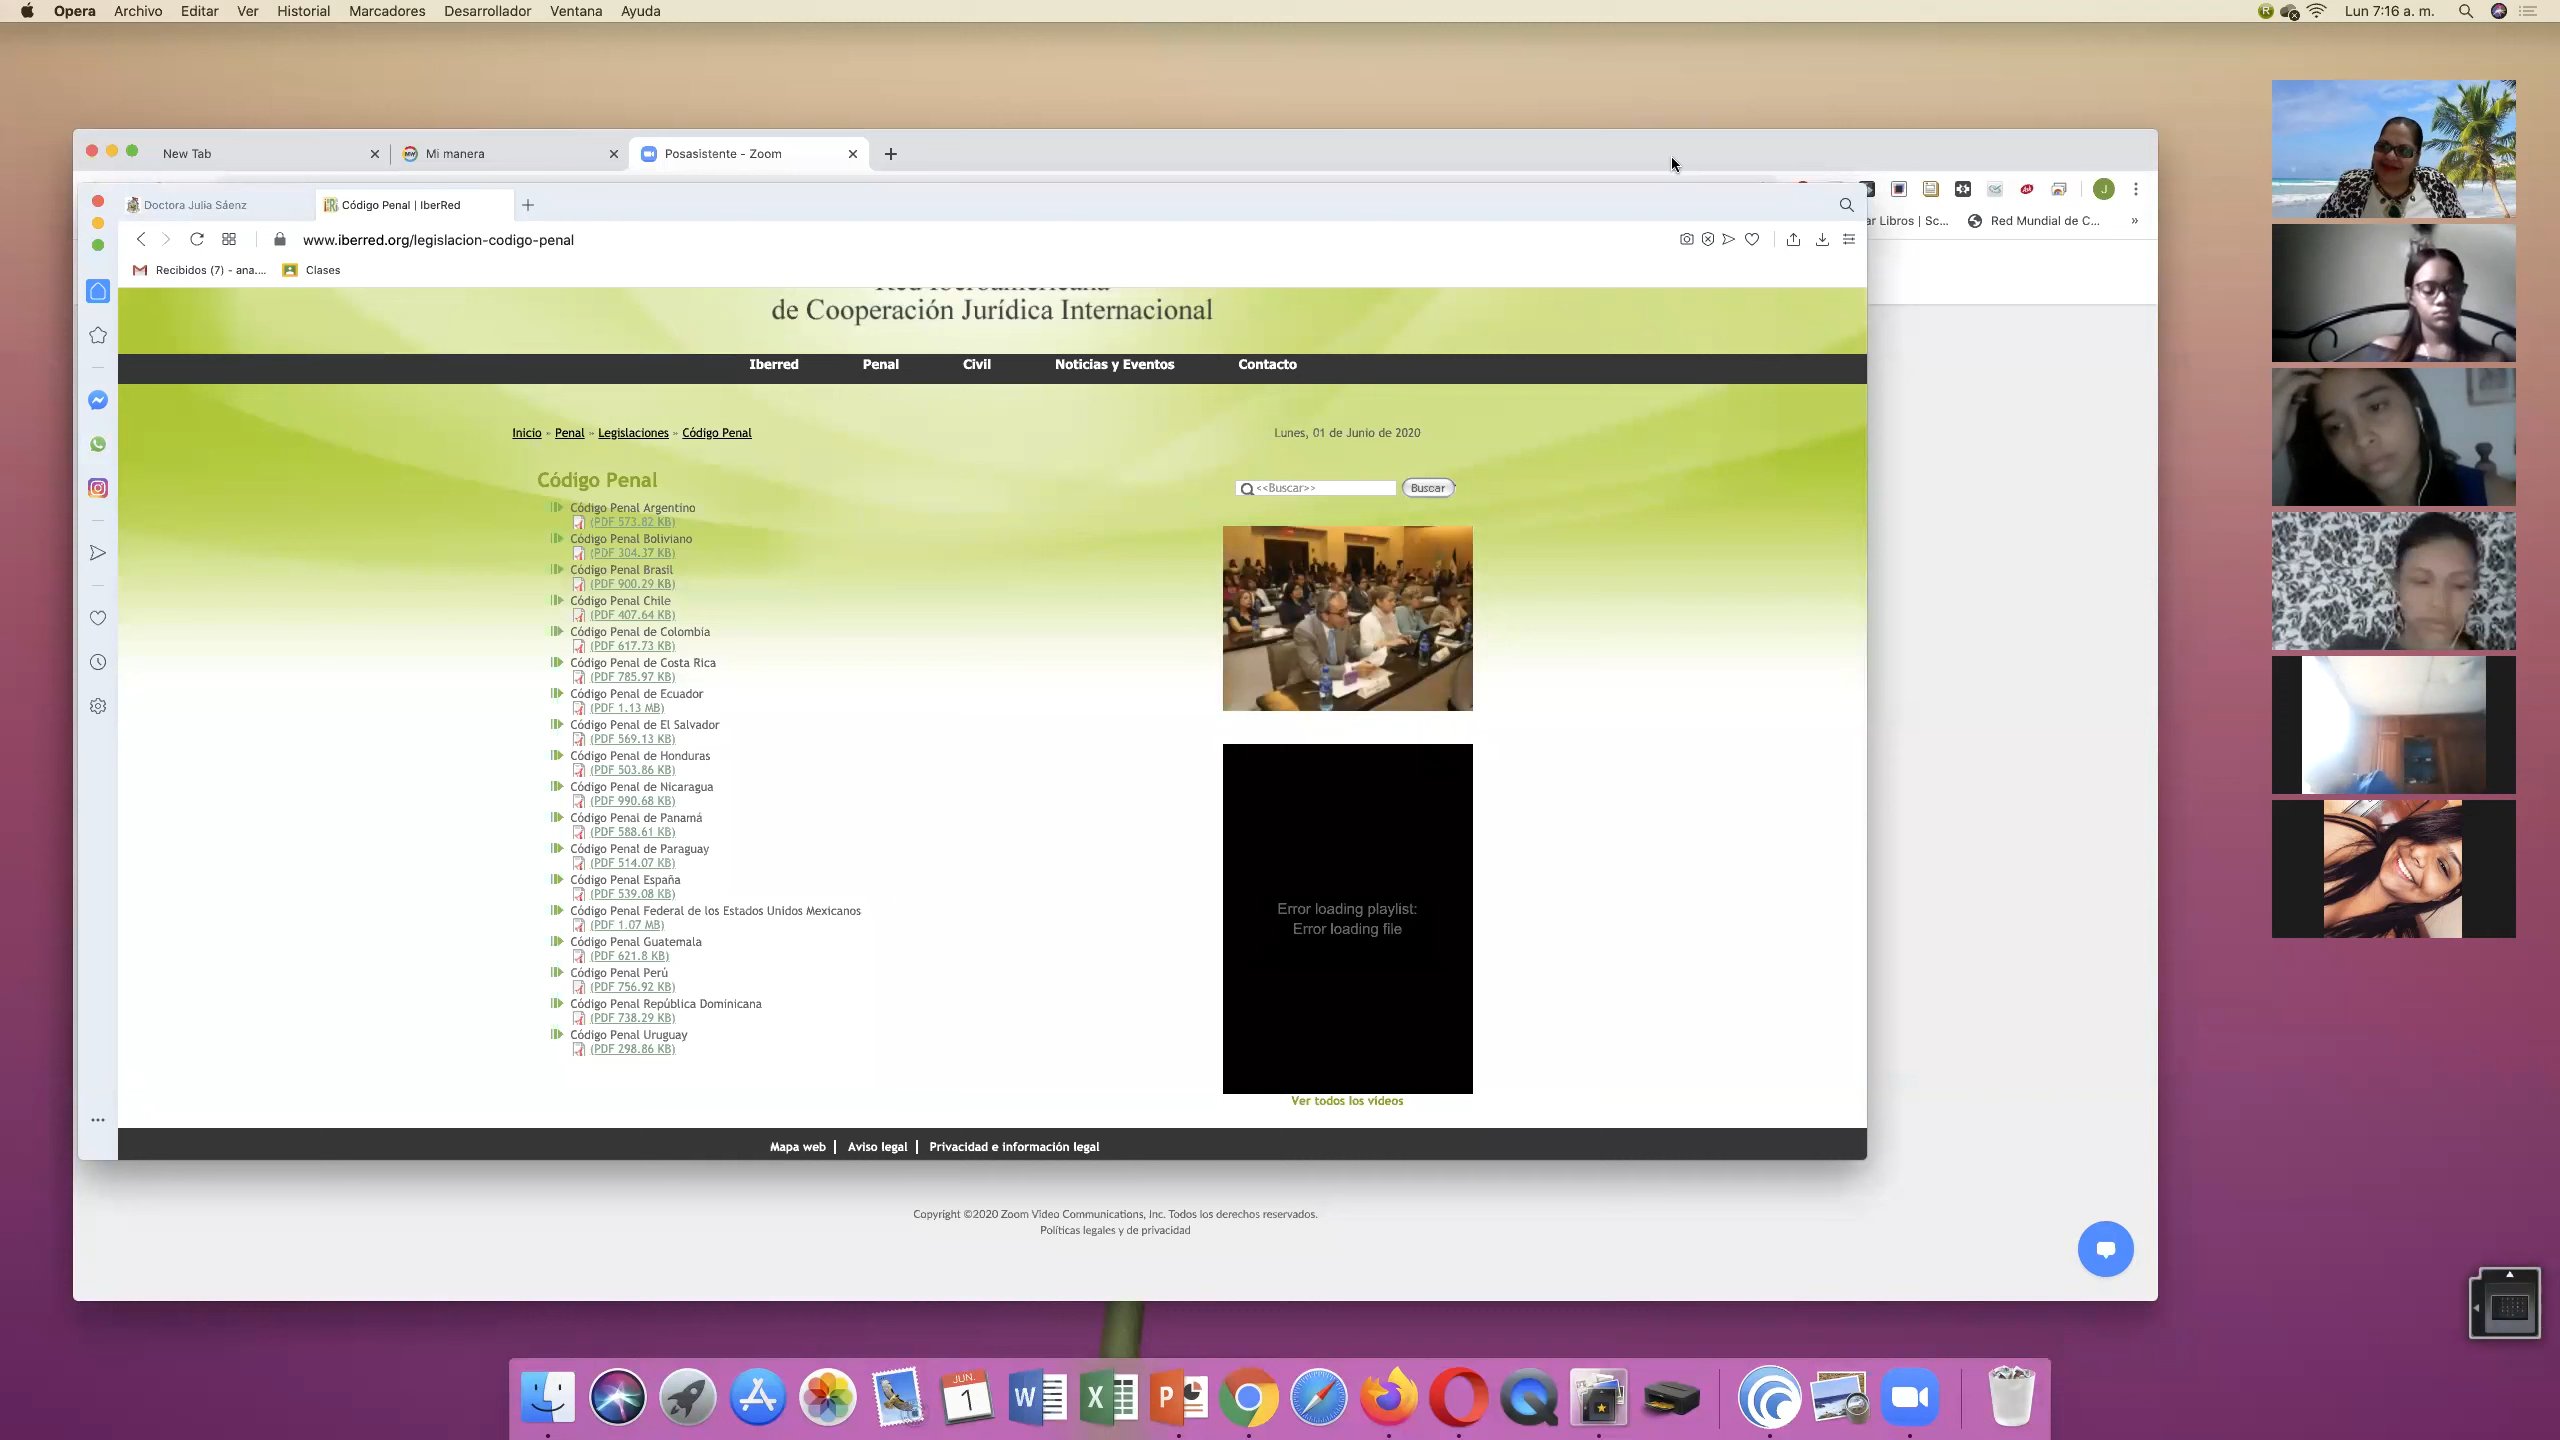 Opera Archivo Editar Ver Historial Marcadores Desarrollador Ventana Ayuda
Lun 7:16 a. m.
New Tab
Mi manera
Posasistente - Zoom
Doctora Julia Sáenz
Código Penal | IberRed
J
www.iberred.org/legislacion-codigo-penal
ar Libros | Sc...
Red Mundial de C...
»
Recibidos (7) - ana....
Clases
Red Iberoamericana
de Cooperación Jurídica Internacional
Iberred Penal Civil Noticias y Eventos Contacto
Inicio » Penal » Legislaciones » Código Penal
Lunes, 01 de Junio de 2020
Código Penal
<<Buscar>>
Buscar
Código Penal Argentino
(PDF 573.82 KB)
Código Penal Boliviano
(PDF 304.37 KB)
Código Penal Brasil
(PDF 900.29 KB)
Código Penal Chile
(PDF 407.64 KB)
Código Penal de Colombia
(PDF 617.73 KB)
Código Penal de Costa Rica
(PDF 785.97 KB)
Código Penal de Ecuador
(PDF 1.13 MB)
Código Penal de El Salvador
(PDF 569.13 KB)
Código Penal de Honduras
(PDF 503.86 KB)
Código Penal de Nicaragua
(PDF 990.68 KB)
Código Penal de Panamá
(PDF 588.61 KB)
Código Penal de Paraguay
(PDF 514.07 KB)
Código Penal España
(PDF 539.08 KB)
Código Penal Federal de los Estados Unidos Mexicanos
(PDF 1.07 MB)
Código Penal Guatemala
(PDF 621.8 KB)
Código Penal Perú
(PDF 756.92 KB)
Código Penal República Dominicana
(PDF 738.29 KB)
Código Penal Uruguay
(PDF 298.86 KB)
Error loading playlist:
Error loading file
Ver todos los vídeos
Mapa web | Aviso legal | Privacidad e información legal
Copyright ©2020 Zoom Video Communications, Inc. Todos los derechos reservados.
Políticas legales y de privacidad
JUN.
1
W
X
P